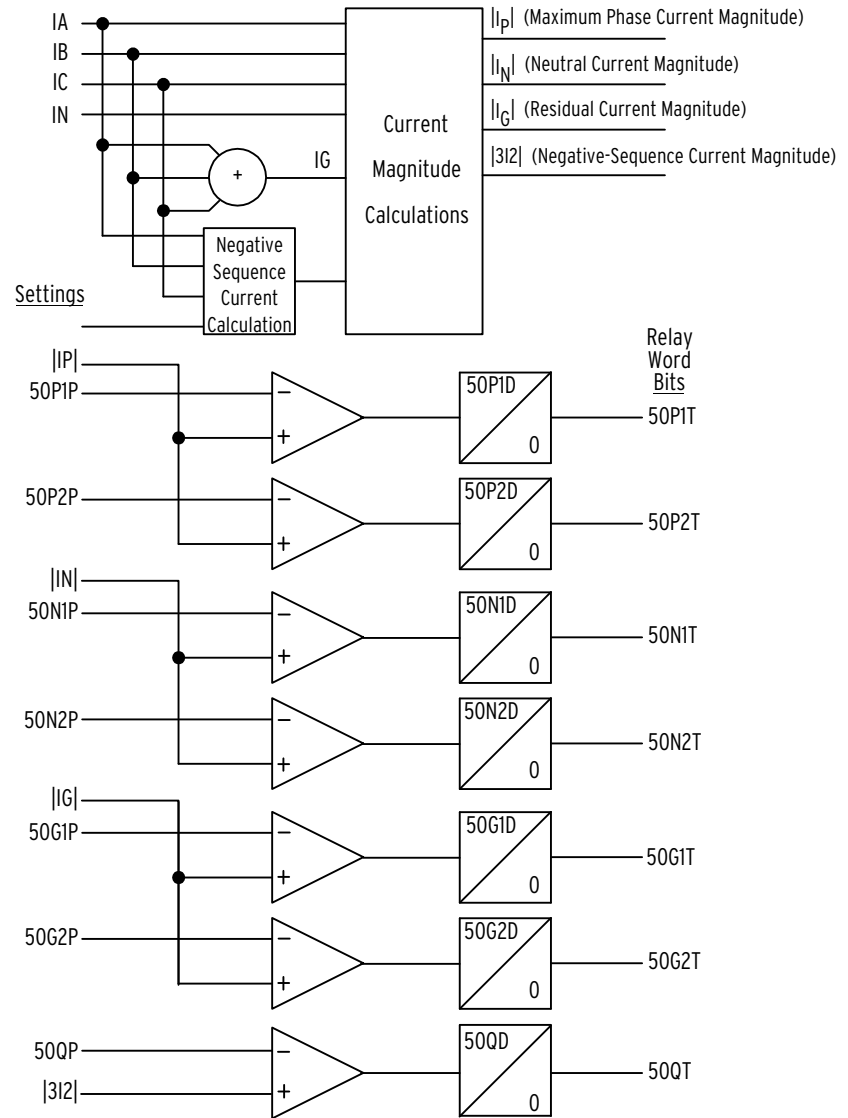 IA
IB
IC
IN
IG
+
Current
Magnitude
Calculations
|IP| (Maximum Phase Current Magnitude)
|IN| (Neutral Current Magnitude)
|IG| (Residual Current Magnitude)
|3I2| (Negative-Sequence Current Magnitude)
Negative
Sequence
Current
Calculation
Settings
Relay
Word
Bits
|IP|
50P1P
−
+
50P1D
0
50P1T
50P2P
−
+
50P2D
0
50P2T
|IN|
50N1P
−
+
50N1D
0
50N1T
50N2P
−
+
50N2D
0
50N2T
|IG|
50G1P
−
+
50G1D
0
50G1T
50G2P
−
+
50G2D
0
50G2T
50QP
−
|3I2|
+
50QD
0
50QT